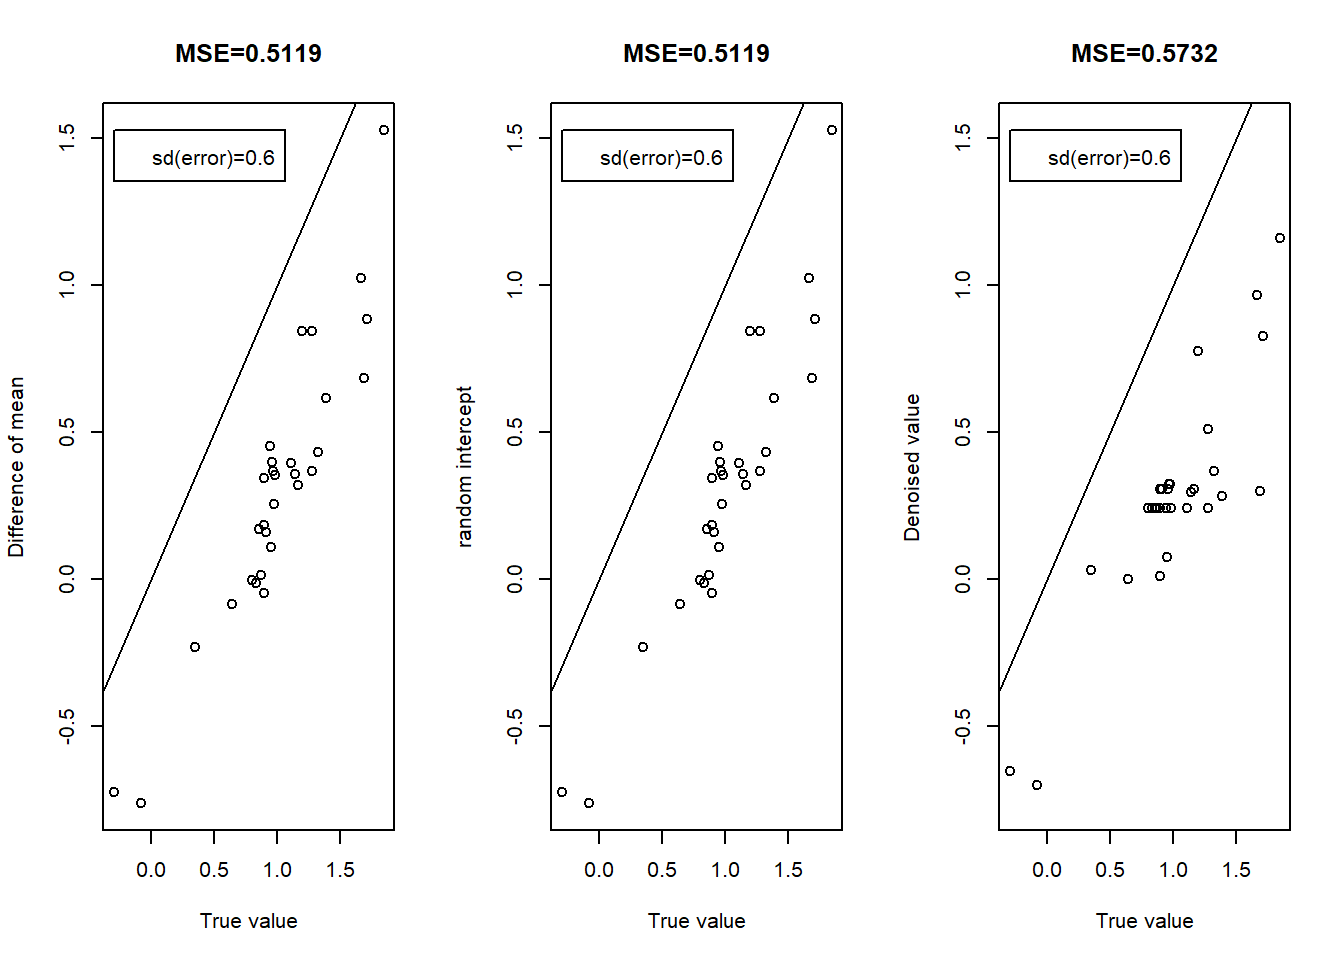 MSE=0.5119
sd(error)=0.6
Difference of mean
1.5
1.0
0.5
0.0
-0.5
0.0 0.5 1.0 1.5
True value
MSE=0.5119
sd(error)=0.6
random intercept
1.5
1.0
0.5
0.0
-0.5
0.0 0.5 1.0 1.5
True value
MSE=0.5732
sd(error)=0.6
Denoised value
1.5
1.0
0.5
0.0
-0.5
0.0 0.5 1.0 1.5
True value